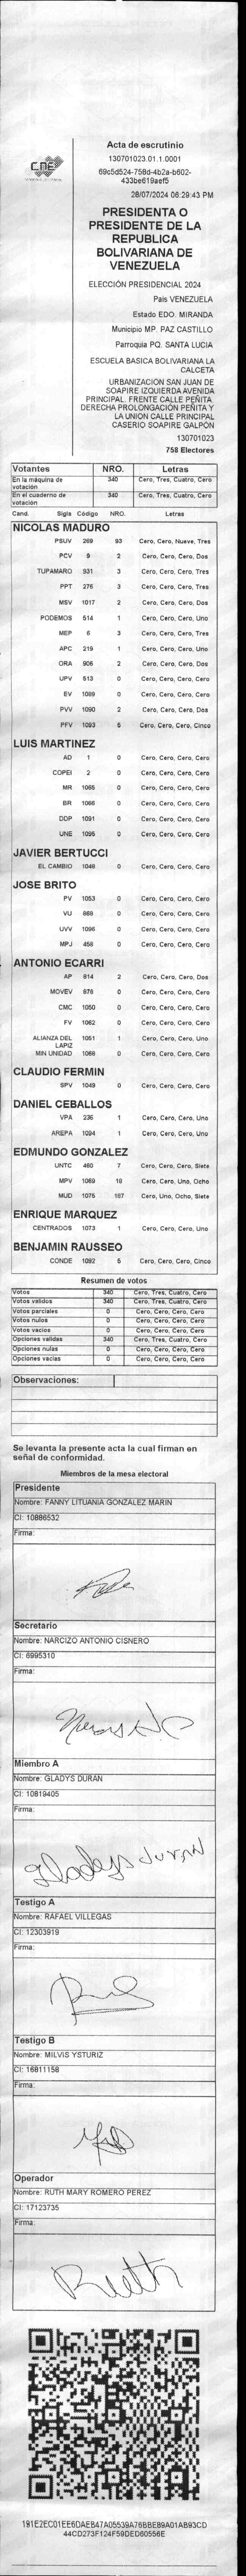 CNE
Acta de escrutinio
130701023.01.1.0001
69c5d524-758d-4b2a-b602-
433be619aef5
28/07/2024 06:29:43 PM
PRESIDENTA O
PRESIDENTE DE LA
REPUBLICA
BOLIVARIANA DE
VENEZUELA
ELECCIÓN PRESIDENCIAL 2024
Pais VENEZUELA
Estado EDO. MIRANDA
Municipio MP. PAZ CASTILLO
Parroquia PQ. SANTA LUCIA
ESCUELA BASICA BOLIVARIANA LA
CALCETA
URBANIZACION SAN JUAN DE
SOAPIRE IZQUIERDA AVENIDA
PRINCIPAL. FRENTE CALLE PEÑITA.
DERECHA PROLONGACIÓN PEÑITA Y
LA UNION CALLE PRINCIPAL
CASERIO SOAPIRE GALPÓN
130701023
758 Electores
Votantes NRO. Letras
En la máquina de votación 340 Cero, Tres, Cuatro, Cero
En el cuaderno de votación 340 Cero, Tres, Cuatro, Cero
Cand. Sigla Código NRO. Letras
NICOLAS MADURO
PSUV 269 93 Cero, Cero, Nueve, Tres
PCV 9 2 Cero, Cero, Cero, Dos
TUPAMARO 931 3 Cero, Cero, Cero, Tres
PPT 276 3 Cero, Cero, Cero, Tres
MSV 1017 2 Cero, Cero, Cero, Dos
PODEMOS 514 1 Cero, Cero, Cero, Uno
MEP 6 3 Cero, Cero, Cero, Tres
APC 219 1 Cero, Cero, Cero, Uno
ORA 906 2 Cero, Cero, Cero, Dos
UPV 513 0 Cero, Cero, Cero, Cero
EV 1099 0 Cero, Cero, Cero, Cero
PVV 1090 2 Cero, Cero, Cero, Dos
PFV 1093 5 Cero, Cero, Cero, Cinco
LUIS MARTINEZ
AD 1 0 Cero, Cero, Cero, Cero
COPEI 2 0 Cero, Cero, Cero, Cero
MR 1065 0 Cero, Cero, Cero, Cero
BR 1066 0 Cero, Cero, Cero, Cero
DDP 1091 0 Cero, Cero, Cero, Cero
UNE 1095 0 Cero, Cero, Cero, Cero
JAVIER BERTUCCI
EL CAMBIO 1048 0 Cero, Cero, Cero, Cero
JOSE BRITO
PV 1053 0 Cero, Cero, Cero, Cero
VU 868 0 Cero, Cero, Cero, Cero
UVV 1096 0 Cero, Cero, Cero, Cero
MPJ 459 0 Cero, Cero, Cero, Cero
ANTONIO ECARRI
AP 814 2 Cero, Cero, Cero, Dos
MOVEV 878 0 Cero, Cero, Cero, Cero
CMC 1050 0 Cero, Cero, Cero, Cero
FV 1062 0 Cero, Cero, Cero, Cero
ALIANZA DEL LAPIZ 1051 1 Cero, Cero, Cero, Uno
MIN UNIDAD 1068 0 Cero, Cero, Cero, Cero
CLAUDIO FERMIN
SPV 1049 0 Cero, Cero, Cero, Cero
DANIEL CEBALLOS
VPA 236 1 Cero, Cero, Cero, Uno
AREPA 1094 1 Cero, Cero, Cero, Uno
EDMUNDO GONZALEZ
UNTC 460 7 Cero, Cero, Cero, Siete
MPV 1069 18 Cero, Cero, Uno, Ocho
MUD 1075 187 Cero, Uno, Ocho, Siete
ENRIQUE MARQUEZ
CENTRADOS 1073 1 Cero, Cero, Cero, Uno
BENJAMIN RAUSSEO
CONDE 1092 5 Cero, Cero, Cero, Cinco
Resumen de votos
Votos 340 Cero, Tres, Cuatro, Cero
Votos validos 340 Cero, Tres, Cuatro, Cero
Votos parciales 0 Cero, Cero, Cero, Cero
Votos nulos 0 Cero, Cero, Cero, Cero
Votos vacios 0 Cero, Cero, Cero, Cero
Opciones validas 340 Cero, Tres, Cuatro, Cero
Opciones nulas 0 Cero, Cero, Cero, Cero
Opciones vacias 0 Cero, Cero, Cero, Cero
Observaciones:
Se levanta la presente acta la cual firman en
señal de conformidad.
Miembros de la mesa electoral
Presidente
Nombre: FANNY LITUANIA GONZALEZ MARIN
CI: 10886532
Firma:
Secretario
Nombre: NARCIZO ANTONIO CISNERO
CI: 6995310
Firma:
Miembro A
Nombre: GLADYS DURAN
CI: 10819405
Firma:
Gladys DURAN
Testigo A
Nombre: RAFAEL VILLEGAS
CI: 12303919
Firma:
Testigo B
Nombre: MILVIS YSTURIZ
CI: 16811158
Firma:
Operador
Nombre: RUTH MARY ROMERO PEREZ
CI: 17123735
Firma:
Ruth
191E2EC01EE6DAEB47A05539A76BBE89A01AB93CD
44CD273F124F59DED60556E